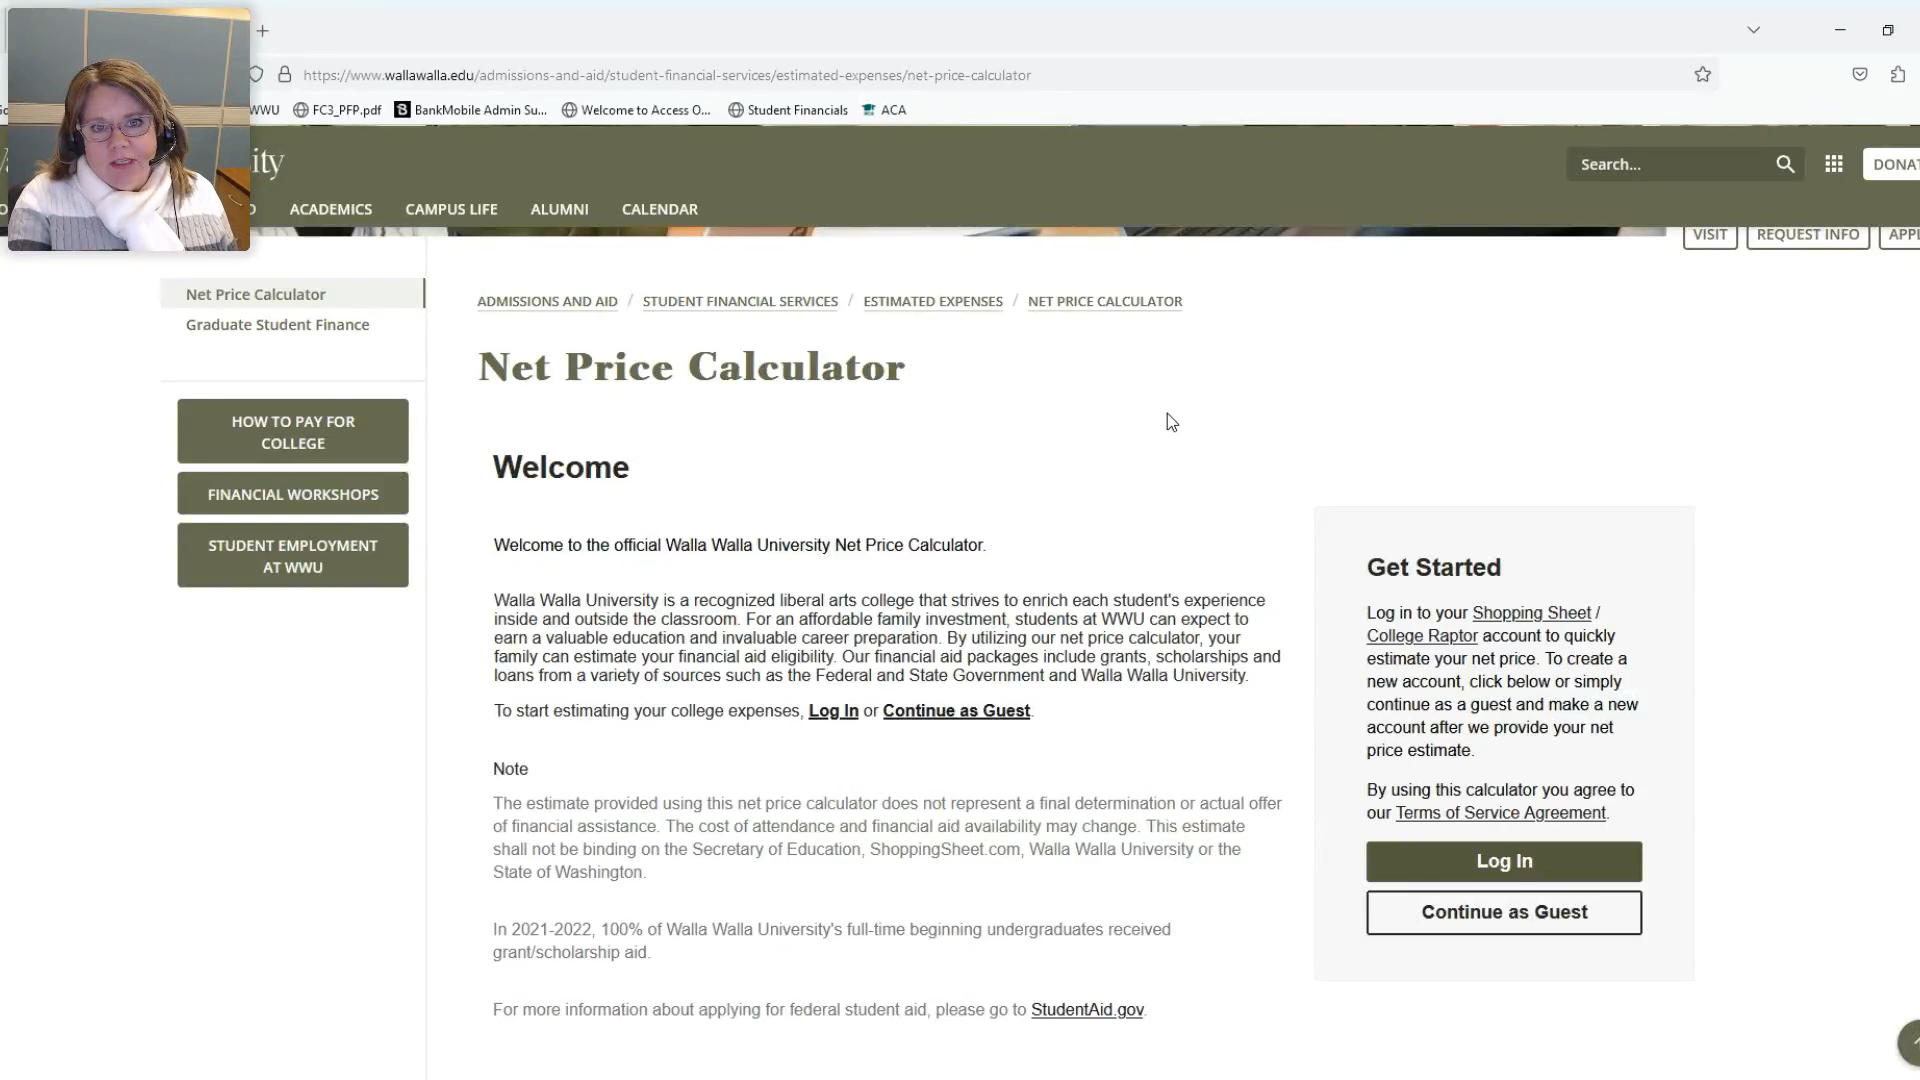 https://www.wallawalla.edu/admissions-and-aid/student-financial-services/estimated-expenses/net-price-calculator
WWU FC3_PFP.pdf BankMobile Admin Su... Welcome to Access O... Student Financials ACA
ity
Search...
DONAT
ACADEMICS CAMPUS LIFE ALUMNI CALENDAR
VISIT REQUEST INFO APPL
Net Price Calculator
Graduate Student Finance
HOW TO PAY FOR
COLLEGE
FINANCIAL WORKSHOPS
STUDENT EMPLOYMENT
AT WWU
ADMISSIONS AND AID / STUDENT FINANCIAL SERVICES / ESTIMATED EXPENSES / NET PRICE CALCULATOR
Net Price Calculator
Welcome
Welcome to the official Walla Walla University Net Price Calculator.
Walla Walla University is a recognized liberal arts college that strives to enrich each student's experience
inside and outside the classroom. For an affordable family investment, students at WWU can expect to
earn a valuable education and invaluable career preparation. By utilizing our net price calculator, your
family can estimate your financial aid eligibility. Our financial aid packages include grants, scholarships and
loans from a variety of sources such as the Federal and State Government and Walla Walla University.
To start estimating your college expenses, Log In or Continue as Guest.
Note
The estimate provided using this net price calculator does not represent a final determination or actual offer
of financial assistance. The cost of attendance and financial aid availability may change. This estimate
shall not be binding on the Secretary of Education, ShoppingSheet.com, Walla Walla University or the
State of Washington.
In 2021-2022, 100% of Walla Walla University's full-time beginning undergraduates received
grant/scholarship aid.
For more information about applying for federal student aid, please go to StudentAid.gov.
Get Started
Log in to your Shopping Sheet /
College Raptor account to quickly
estimate your net price. To create a
new account, click below or simply
continue as a guest and make a new
account after we provide your net
price estimate.
By using this calculator you agree to
our Terms of Service Agreement.
Log In
Continue as Guest